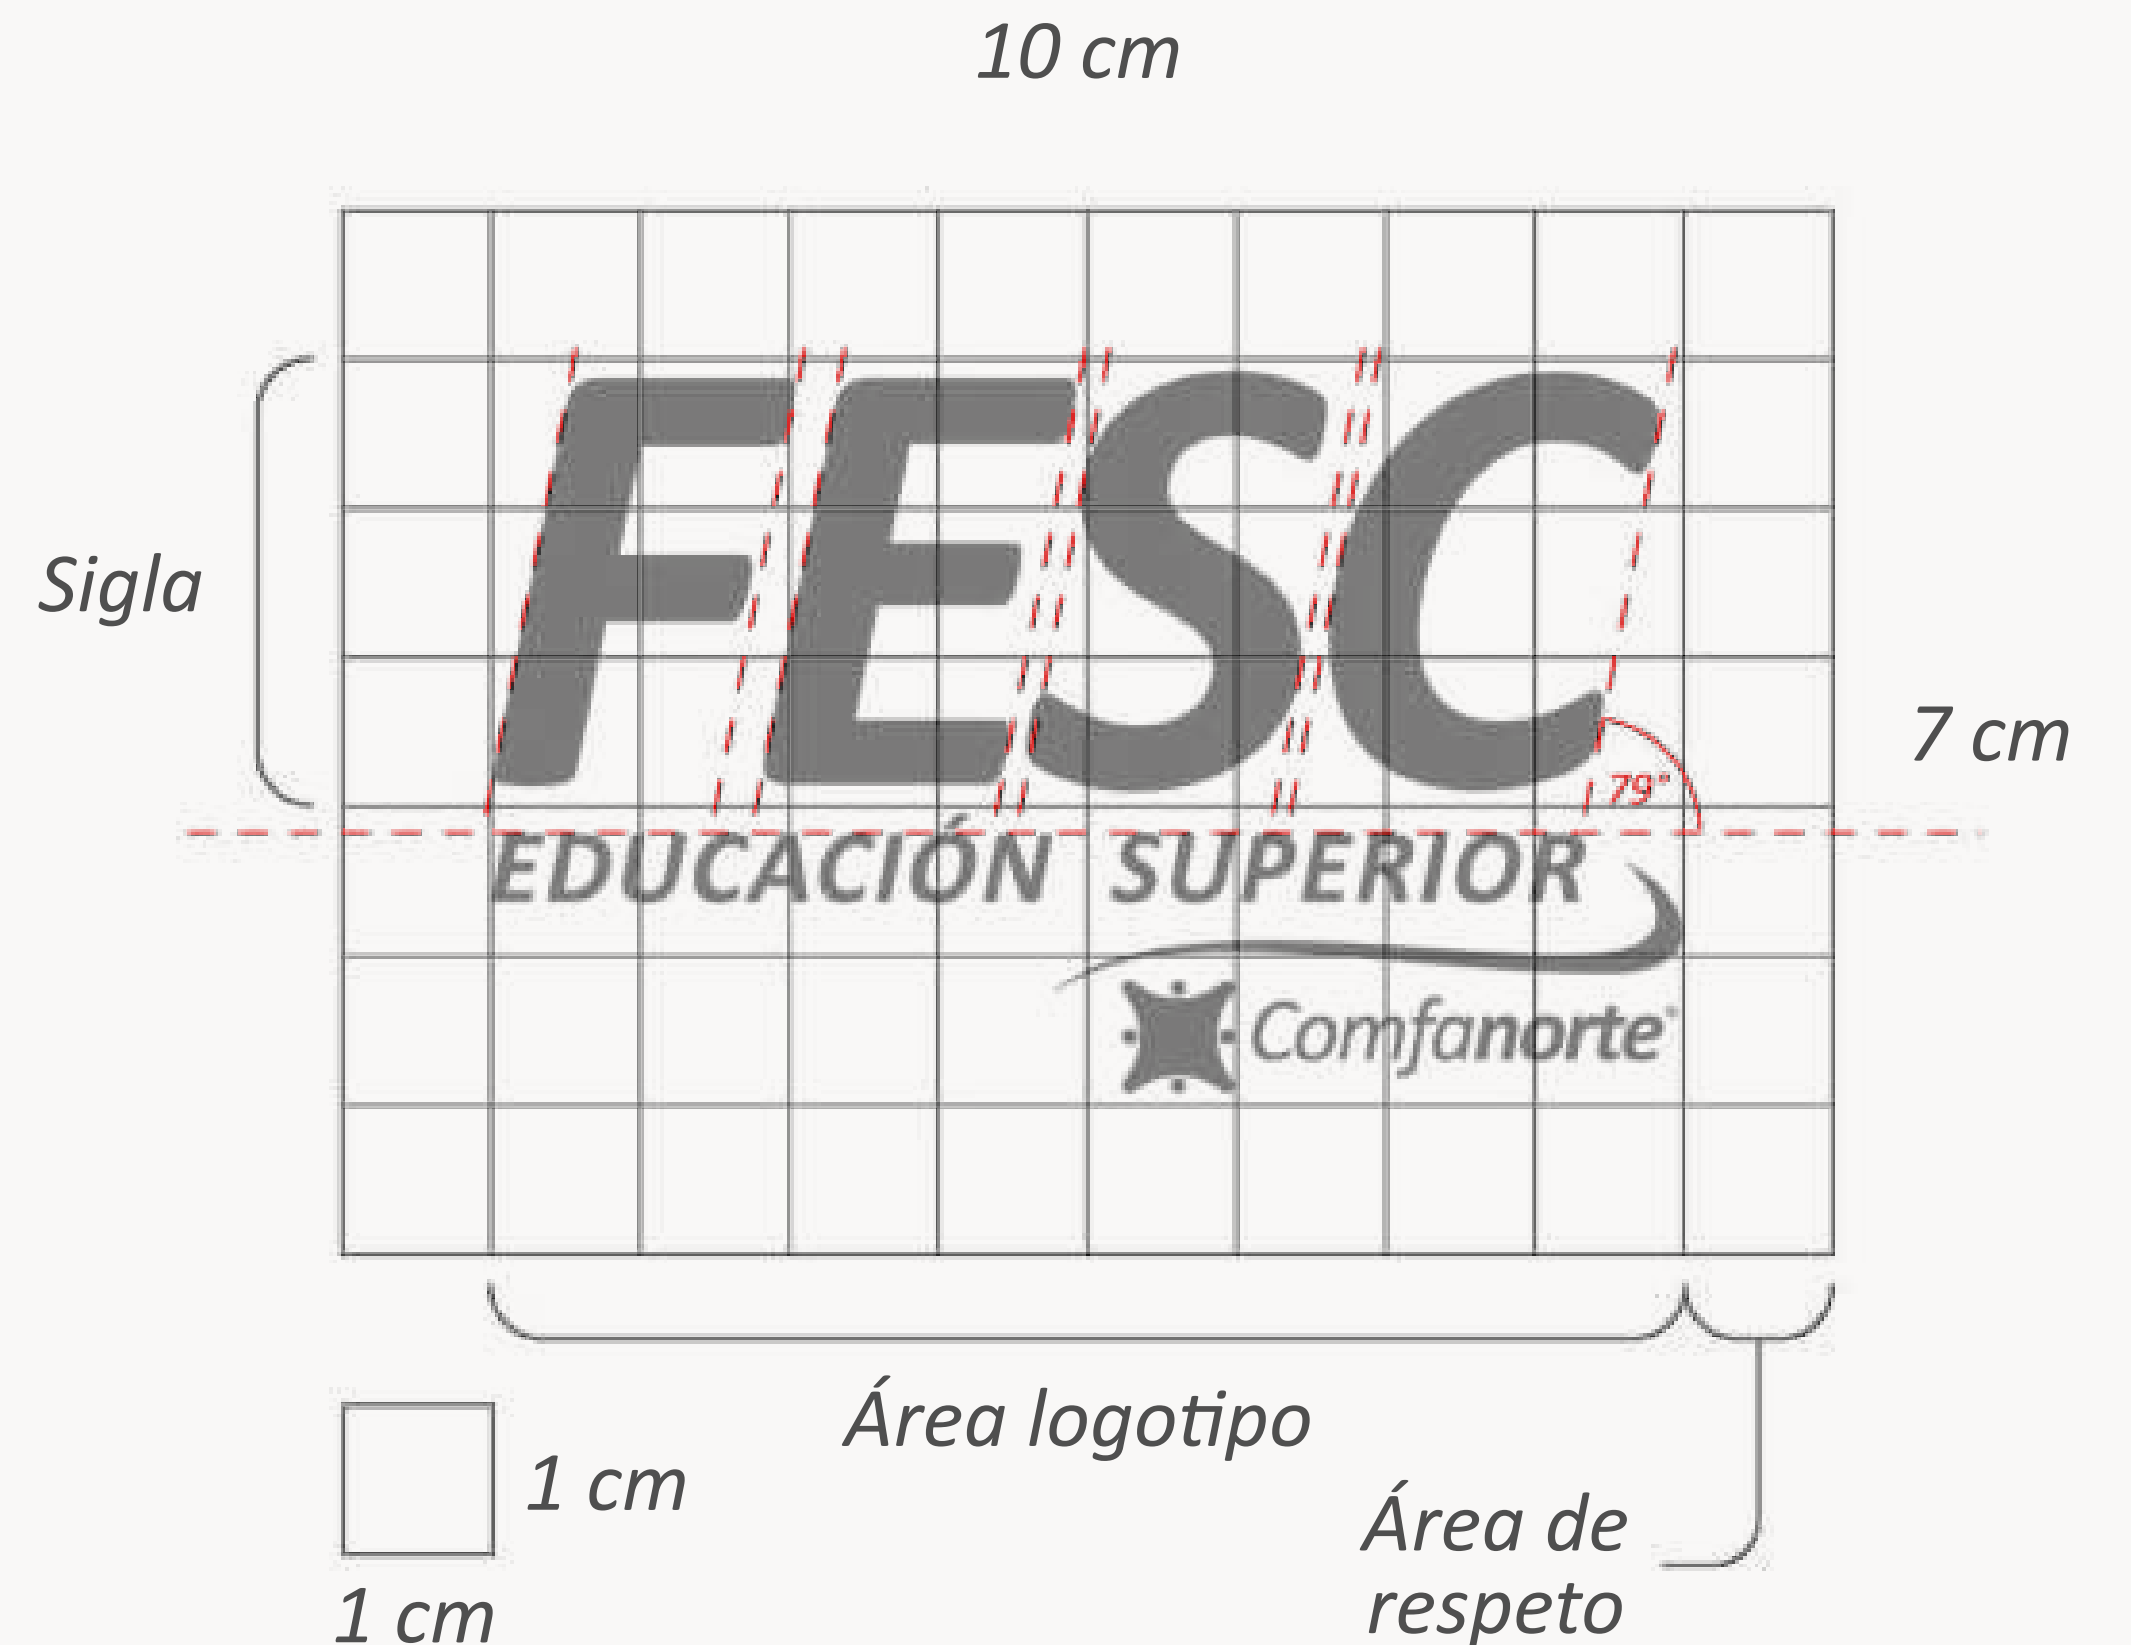 10 cm
Sigla
FESC
7 cm
79°
EDUCACIÓN SUPERIOR
Comfanorte
Área logotipo
1 cm
Área de
respeto
1 cm